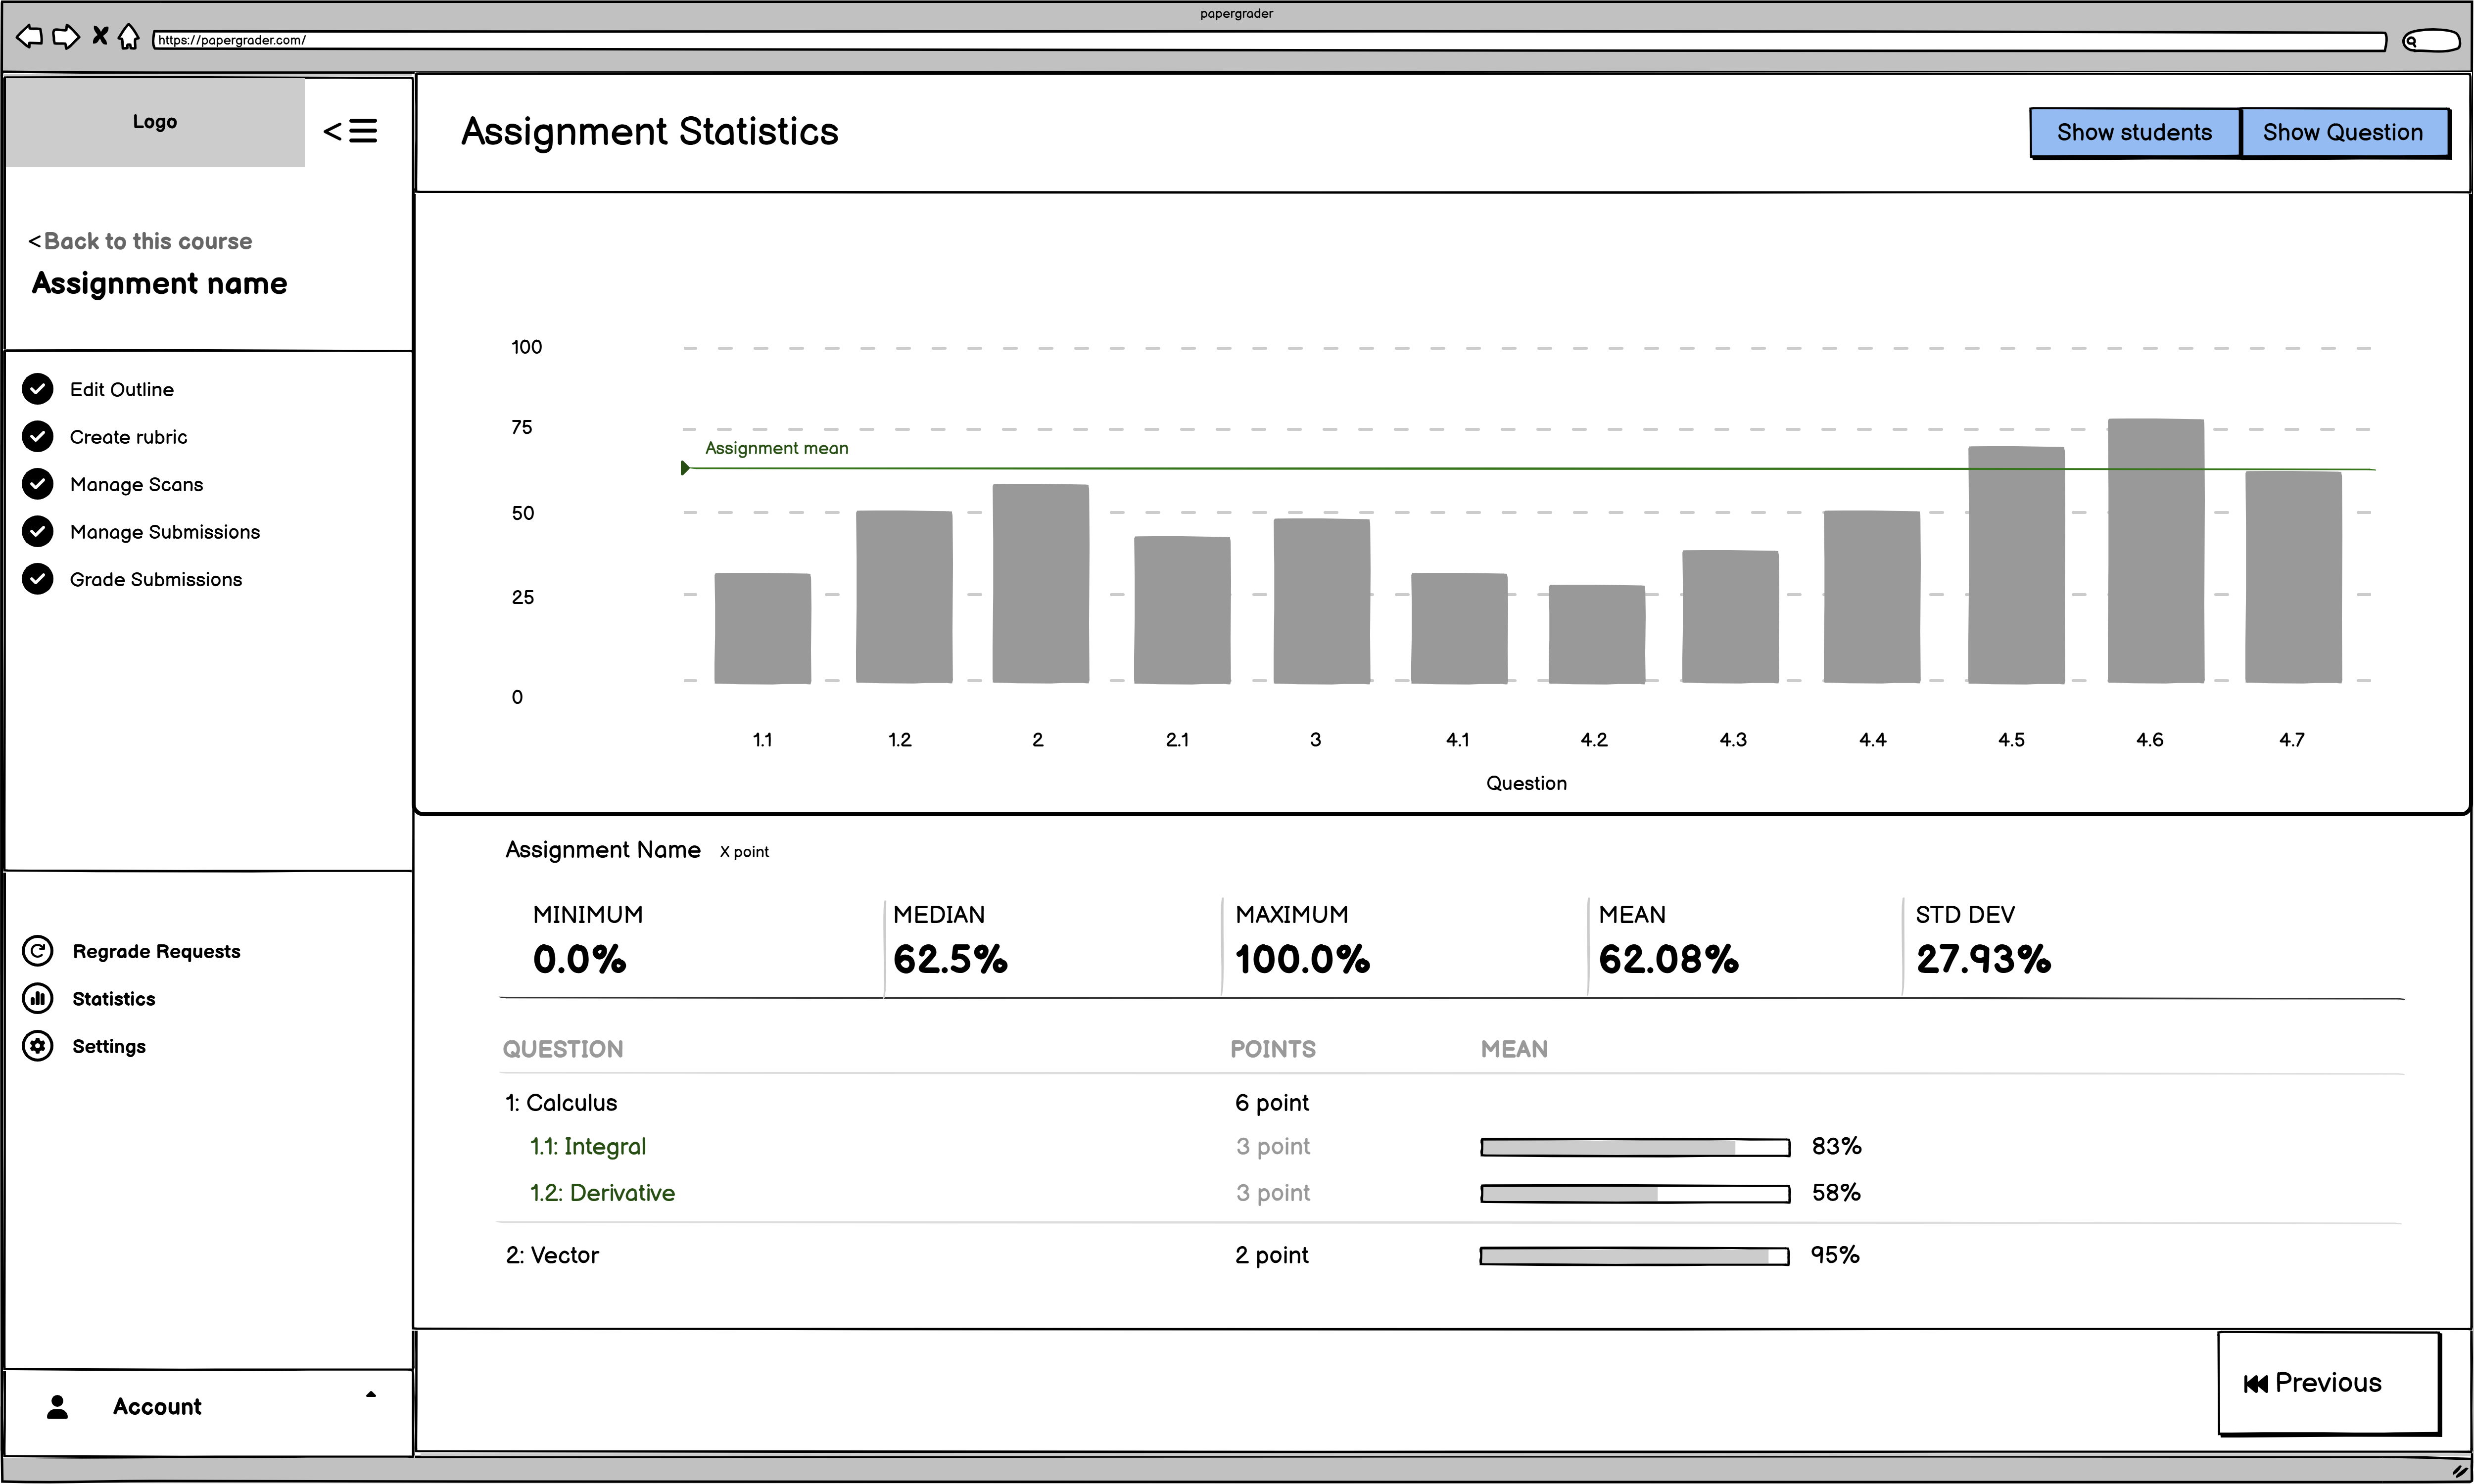 papergrader
https://papergrader.com/
Logo
<
Assignment Statistics
Show students
Show Question
<Back to this course
Assignment name
Edit Outline
Create rubric
Manage Scans
Manage Submissions
Grade Submissions
Regrade Requests
Statistics
Settings
Account
100
75
Assignment mean
50
25
0
1.1 1.2 2 2.1 3 4.1 4.2 4.3 4.4 4.5 4.6 4.7
Question
Assignment Name X point
MINIMUM MEDIAN MAXIMUM MEAN STD DEV
0.0% 62.5% 100.0% 62.08% 27.93%
QUESTION POINTS MEAN
1: Calculus 6 point
1.1: Integral 3 point 83%
1.2: Derivative 3 point 58%
2: Vector 2 point 95%
Previous